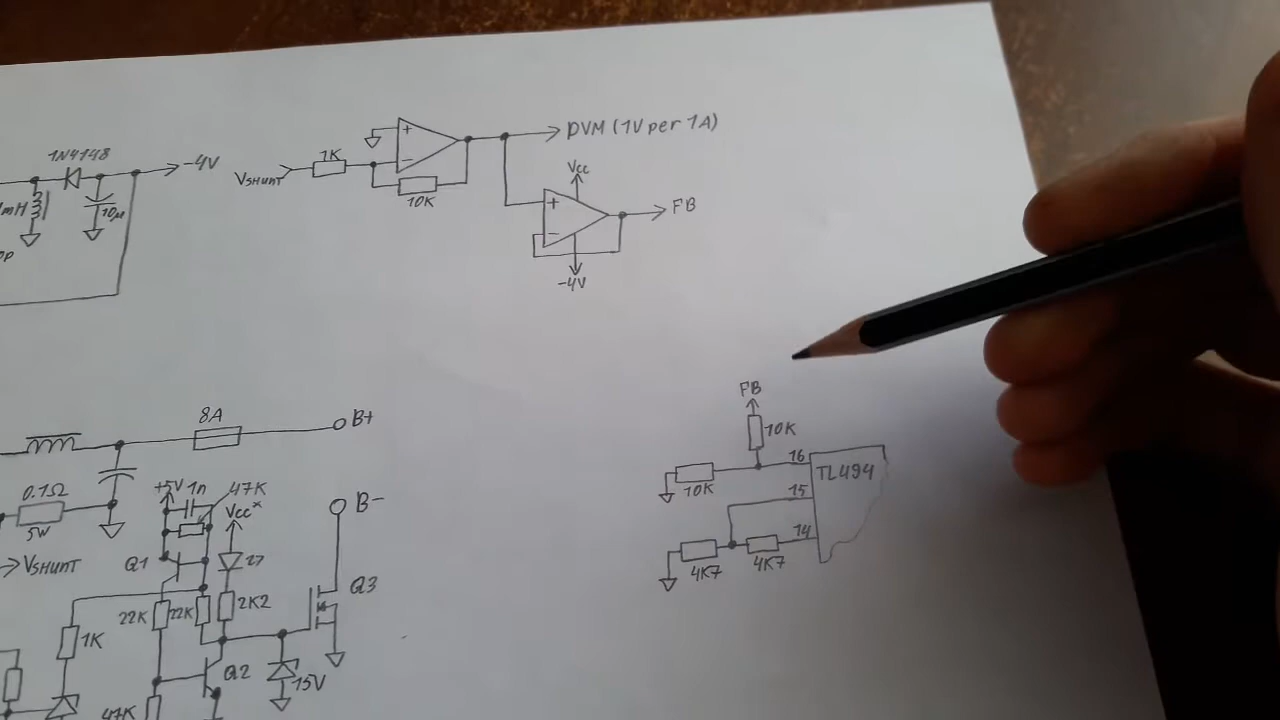 1N4148
-4V
1mH
10µ
VSHUNT
1K
+
-
10K
DVM (1V per 1A)
Vcc
+
-
-4V
FB
8A
B+
0.1Ω
5W
VSHUNT
+5V
1n
47K
Vcc*
B-
Q1
22K
22K
2K2
Q3
1K
Q2
15V
47K
FB
10K
10K
16
15
14
TL494
4K7
4K7